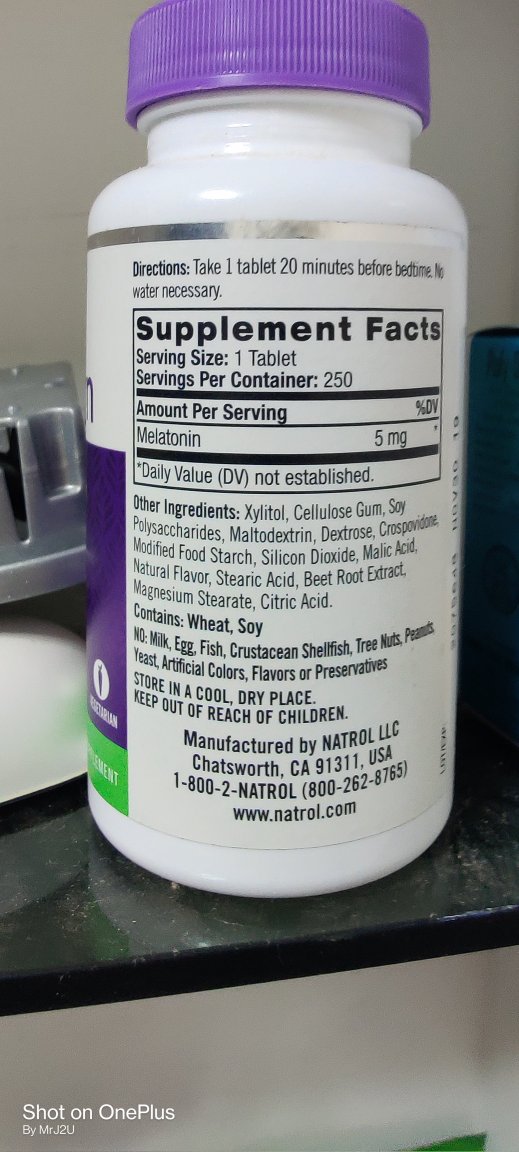 Directions: Take 1 tablet 20 minutes before bedtime. No
water necessary.
Supplement Facts
Serving Size: 1 Tablet
Servings Per Container: 250
Amount Per Serving %DV
Melatonin 5 mg *
*Daily Value (DV) not established.
Other Ingredients: Xylitol, Cellulose Gum, Soy
Polysaccharides, Maltodextrin, Dextrose, Crospovidone,
Modified Food Starch, Silicon Dioxide, Malic Acid,
Natural Flavor, Stearic Acid, Beet Root Extract,
Magnesium Stearate, Citric Acid.
Contains: Wheat, Soy
NO: Milk, Egg, Fish, Crustacean Shellfish, Tree Nuts, Peanuts,
Yeast, Artificial Colors, Flavors or Preservatives
STORE IN A COOL, DRY PLACE.
KEEP OUT OF REACH OF CHILDREN.
Manufactured by NATROL LLC
Chatsworth, CA 91311, USA
1-800-2-NATROL (800-262-8765)
www.natrol.com
n
VEGETARIAN
Shot on OnePlus
By MrJ2U